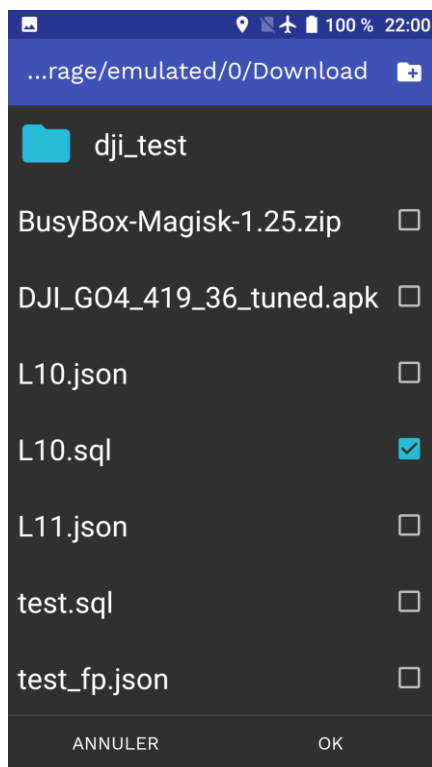 100 % 22:00
...rage/emulated/0/Download
dji_test
BusyBox-Magisk-1.25.zip
DJI_GO4_419_36_tuned.apk
L10.json
L10.sql
L11.json
test.sql
test_fp.json
ANNULER OK